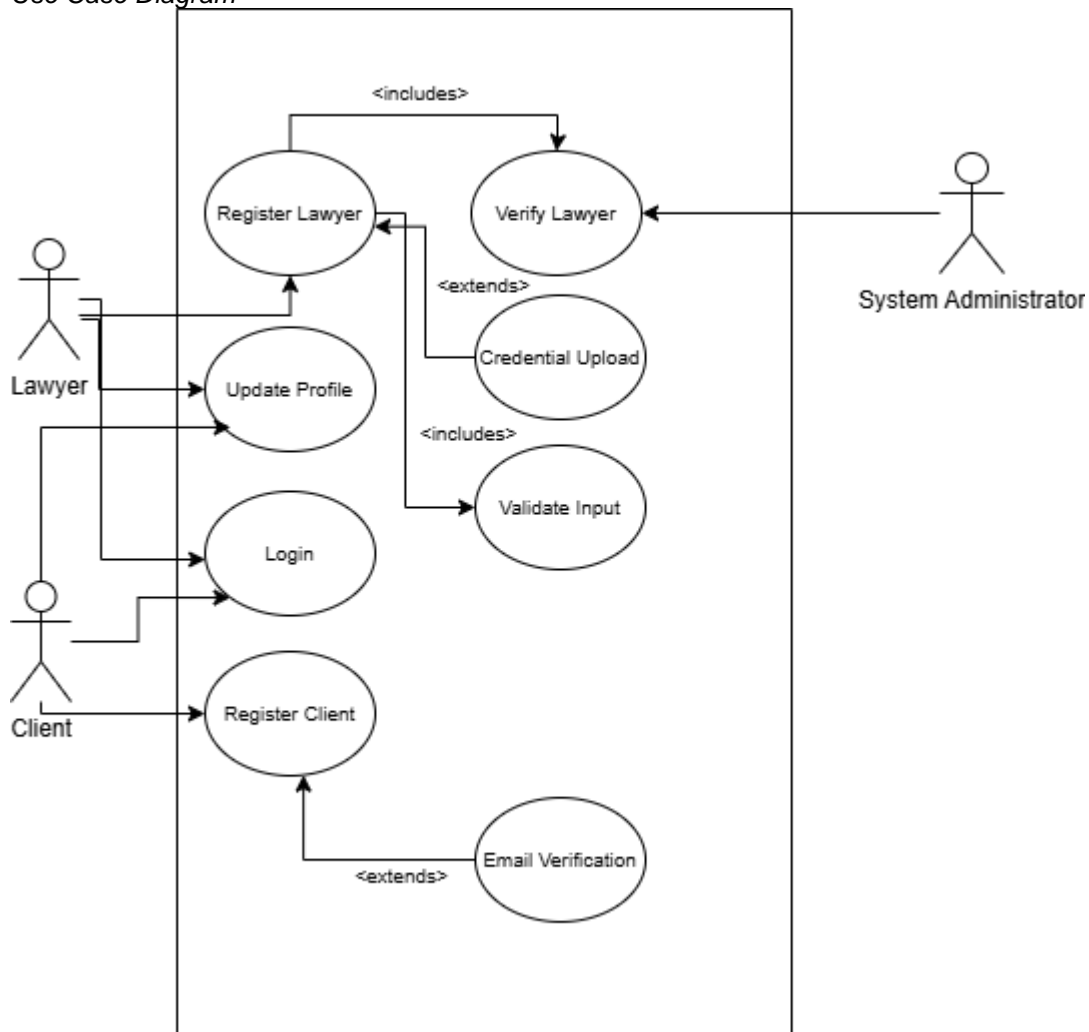 Use Case Diagram
<includes>
Register Lawyer
Verify Lawyer
<extends>
System Administrator
Credential Upload
Lawyer
Update Profile
<includes>
Validate Input
Login
Register Client
Client
Email Verification
<extends>